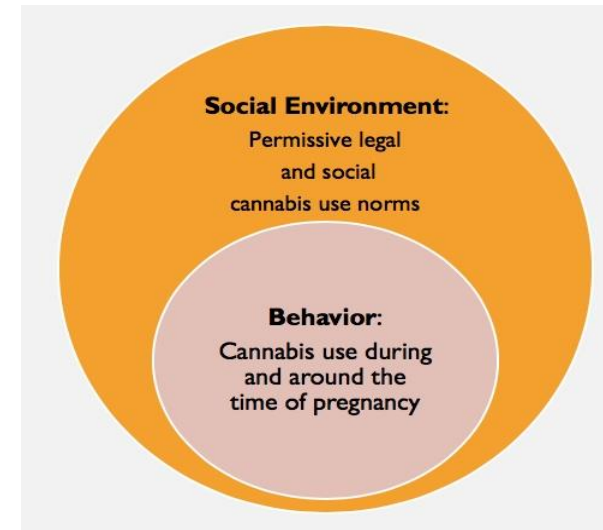 Social Environment:
Permissive legal
and social
cannabis use norms
Behavior:
Cannabis use during
and around the
time of pregnancy